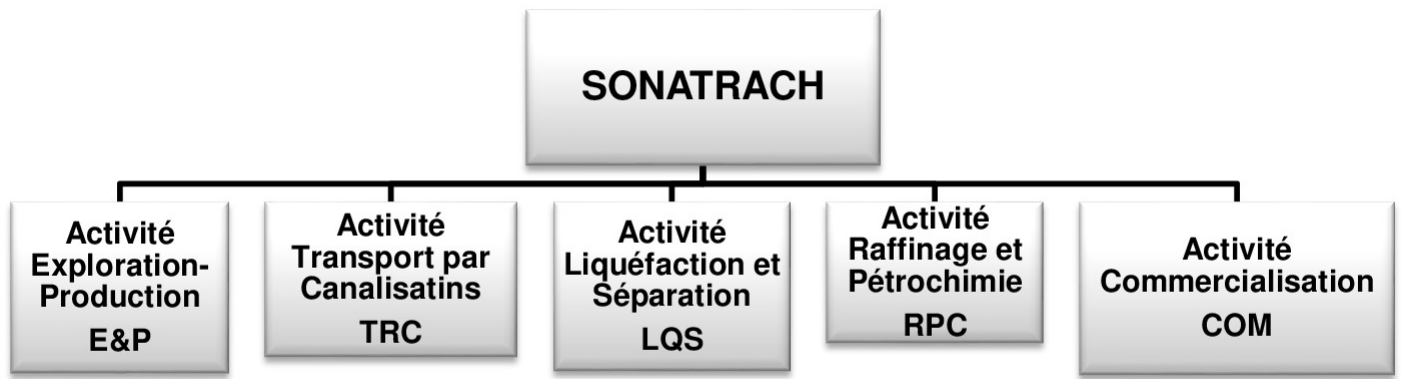 SONATRACH
Activité
Exploration-
Production
E&P
Activité
Transport par
Canalisatins
TRC
Activité
Liquéfaction et
Séparation
LQS
Activité
Raffinage et
Pétrochimie
RPC
Activité
Commercialisation
COM